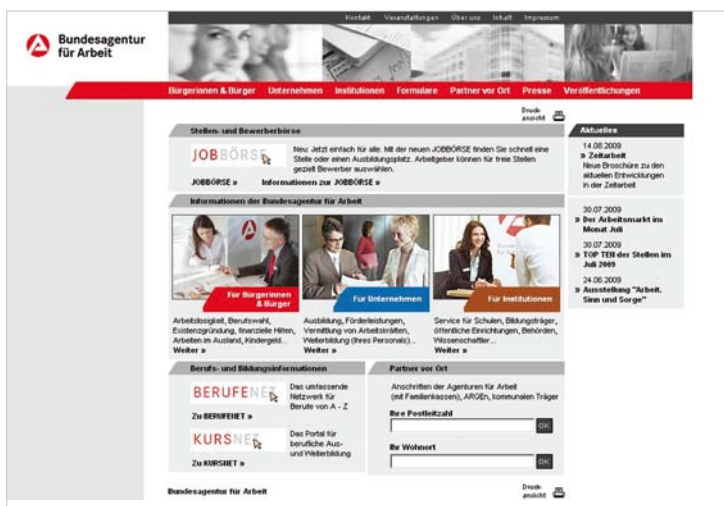 Kontakt Veranstaltungen Über uns Inhalt Impressum
Bundesagentur
für Arbeit
Bürgerinnen & Bürger Unternehmen Institutionen Formulare Partner vor Ort Presse Veröffentlichungen
Druck-
ansicht
Stellen- und Bewerberbörse
JOBBÖRSE
Neu: Jetzt einfach für alle. Mit der neuen JOBBÖRSE finden Sie schnell eine
Stelle oder einen Ausbildungsplatz. Arbeitgeber können für freie Stellen
gezielt Bewerber auswählen.
JOBBÖRSE » Informationen zur JOBBÖRSE »
Informationen der Bundesagentur für Arbeit
Für Bürgerinnen
& Bürger
Arbeitslosigkeit, Berufswahl,
Existenzgründung, finanzielle Hilfen,
Arbeiten im Ausland, Kindergeld...
Weiter »
Für Unternehmen
Ausbildung, Förderleistungen,
Vermittlung von Arbeitskräften,
Weiterbildung (Ihres Personals)...
Weiter »
Für Institutionen
Service für Schulen, Bildungsträger,
öffentliche Einrichtungen, Behörden,
Wissenschaftler...
Weiter »
Berufs- und Bildungsinformationen
BERUFENET
Das umfassende
Netzwerk für
Berufe von A - Z
Zu BERUFENET »
KURSNET
Das Portal für
berufliche Aus-
und Weiterbildung
Zu KURSNET »
Partner vor Ort
Anschriften der Agenturen für Arbeit
(mit Familienkassen), ARGEn, kommunalen Träger
Ihre Postleitzahl
OK
Ihr Wohnort
OK
Aktuelles
14.08.2009
» Zeitarbeit
Neue Broschüre zu den
aktuellen Entwicklungen
in der Zeitarbeit
30.07.2009
» Der Arbeitsmarkt im
Monat Juli
30.07.2009
» TOP TEN der Stellen im
Juli 2009
24.06.2009
» Ausstellung "Arbeit.
Sinn und Sorge"
Bundesagentur für Arbeit
Druck-
ansicht